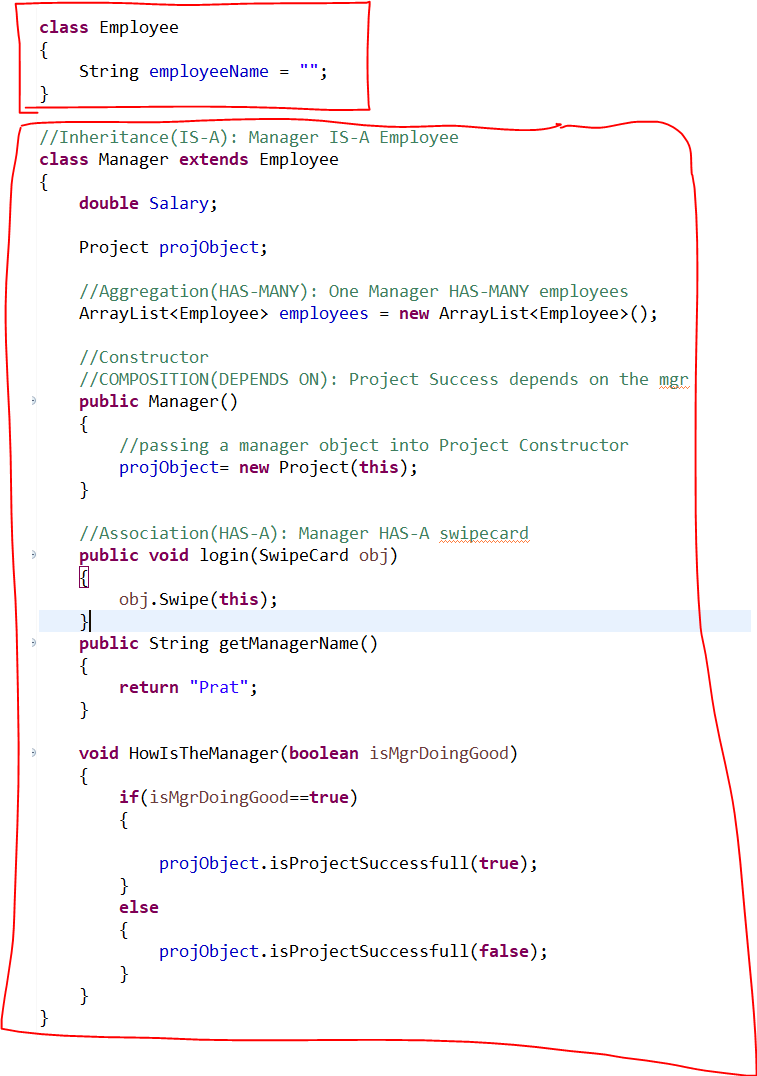 class Employee
{
String employeeName = "";
}
//Inheritance(IS-A): Manager IS-A Employee
class Manager extends Employee
{
double Salary;
Project projObject;
//Aggregation(HAS-MANY): One Manager HAS-MANY employees
ArrayList<Employee> employees = new ArrayList<Employee>();
//Constructor
//COMPOSITION(DEPENDS ON): Project Success depends on the mgr
public Manager()
{
//passing a manager object into Project Constructor
projObject= new Project(this);
}
//Association(HAS-A): Manager HAS-A swipecard
public void login(SwipeCard obj)
{
obj.Swipe(this);
}
public String getManagerName()
{
return "Prat";
}
void HowIsTheManager(boolean isMgrDoingGood)
{
if(isMgrDoingGood==true)
{
projObject.isProjectSuccessfull(true);
}
else
{
projObject.isProjectSuccessfull(false);
}
}
}